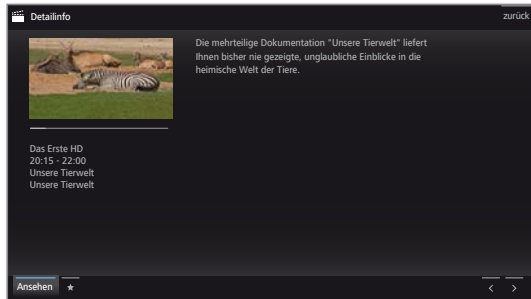 Detailinfo
zurück
Die mehrteilige Dokumentation "Unsere Tierwelt" liefert
Ihnen bisher nie gezeigte, unglaubliche Einblicke in die
heimische Welt der Tiere.
Das Erste HD
20:15 - 22:00
Unsere Tierwelt
Unsere Tierwelt
Ansehen